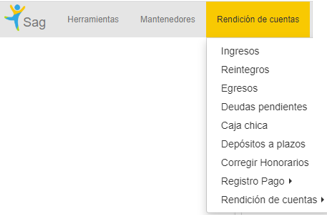 Sag
Herramientas
Mantenedores
Rendición de cuentas
Ingresos
Reintegros
Egresos
Deudas pendientes
Caja chica
Depósitos a plazos
Corregir Honorarios
Registro Pago
Rendición de cuentas